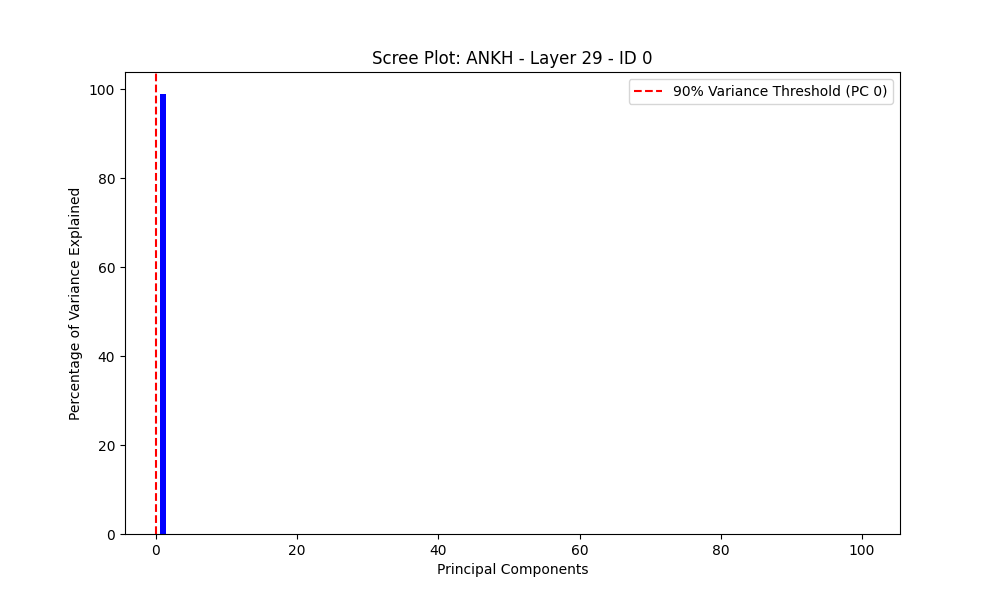 Scree Plot: ANKH - Layer 29 - ID 0
90% Variance Threshold (PC 0)
Percentage of Variance Explained
100
80
60
40
20
0
0 20 40 60 80 100
Principal Components